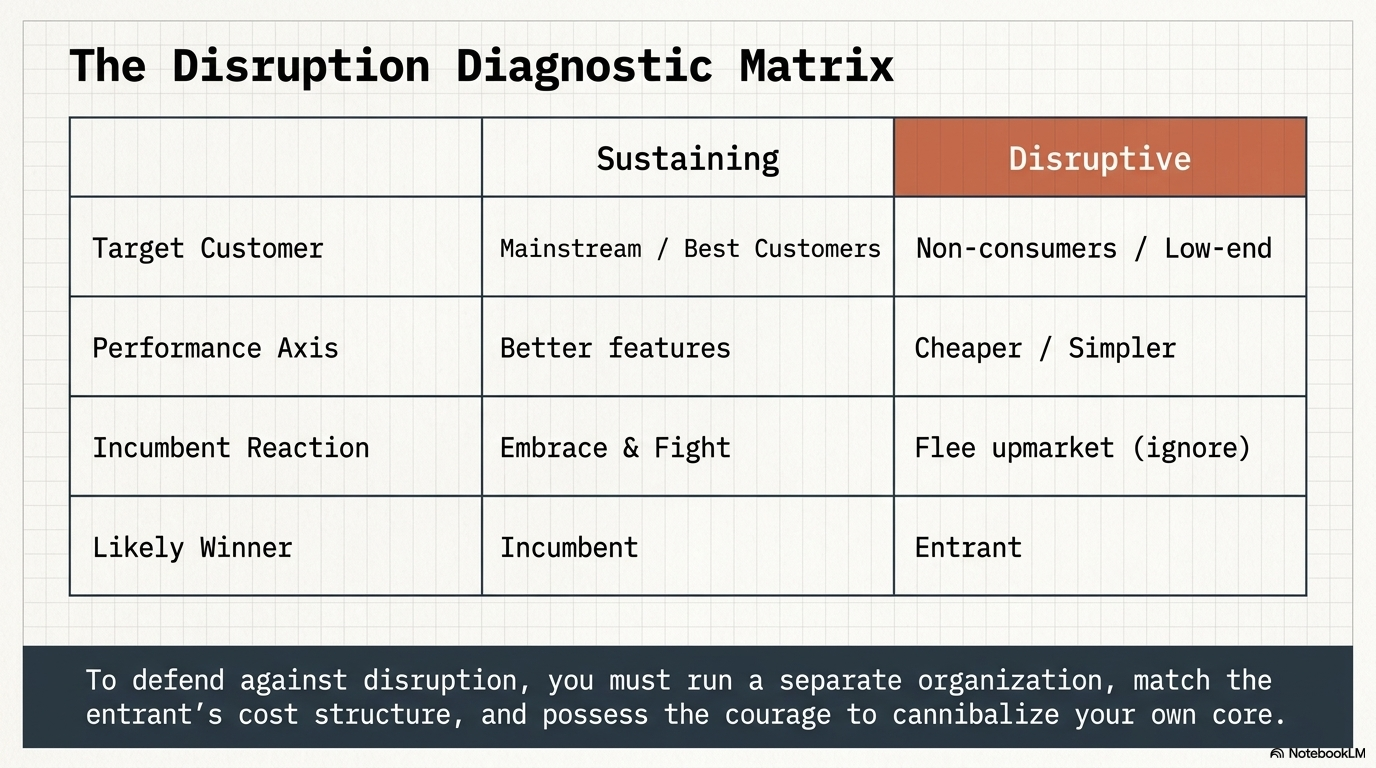 The Disruption Diagnostic Matrix
Sustaining Disruptive
Target Customer Mainstream / Best Customers Non-consumers / Low-end
Performance Axis Better features Cheaper / Simpler
Incumbent Reaction Embrace & Fight Flee upmarket (ignore)
Likely Winner Incumbent Entrant
To defend against disruption, you must run a separate organization, match the
entrant’s cost structure, and possess the courage to cannibalize your own core.
NotebookLM